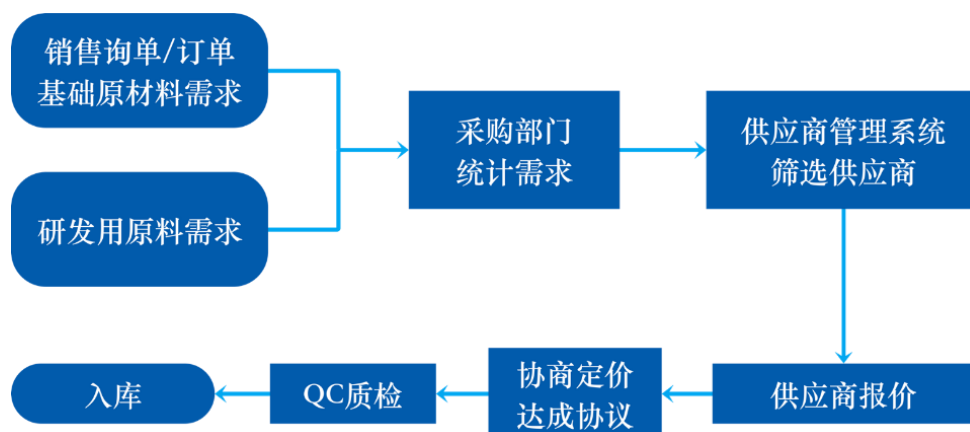 销售询单/订单
基础原材料需求
研发用原料需求
采购部门
统计需求
供应商管理系统
筛选供应商
供应商报价
协商定价
达成协议
QC质检
入库